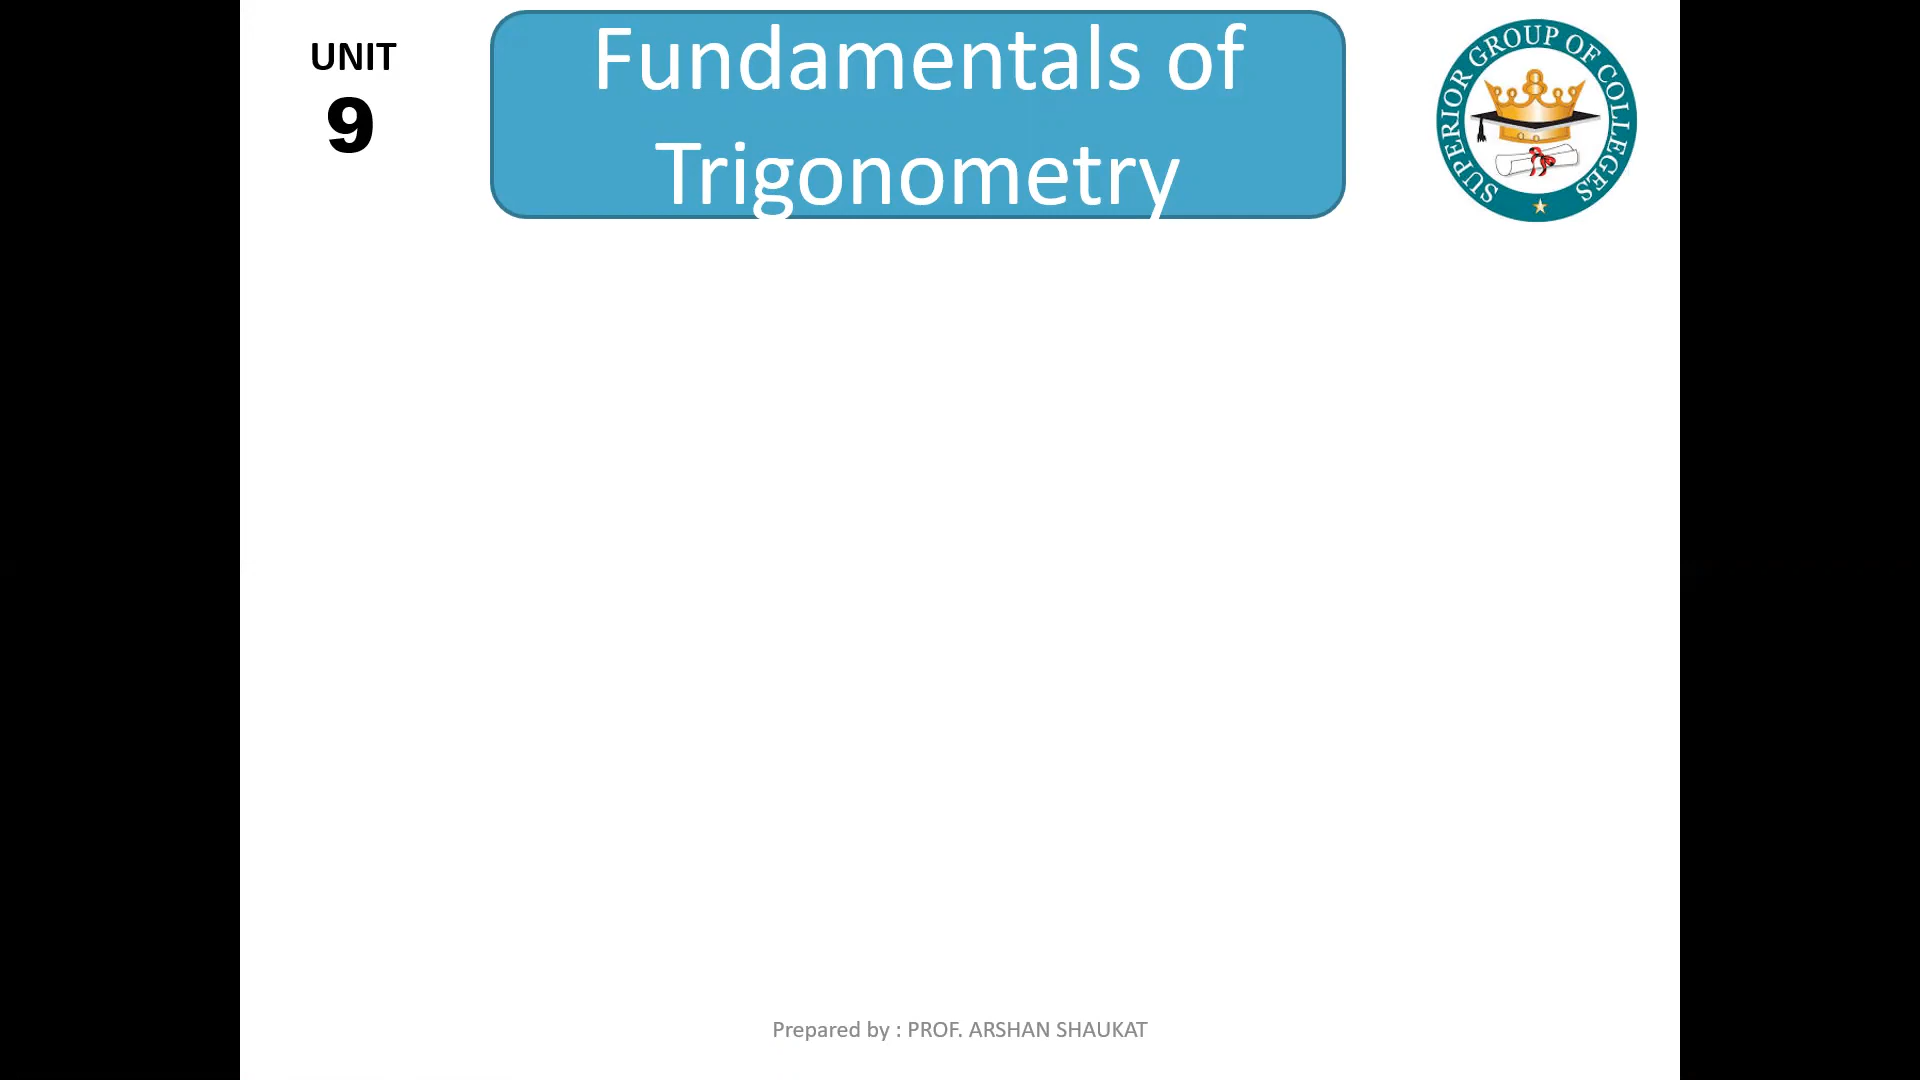 UNIT
9
Fundamentals of
Trigonometry
SUPERIOR GROUP OF COLLEGES
Prepared by : PROF. ARSHAN SHAUKAT